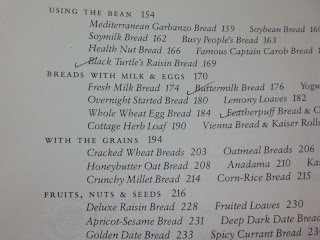 USING THE BEAN 154
Mediterranean Garbanzo Bread 159 Soybean Bread 160
Soymilk Bread 162 Busy People's Bread 163
Health Nut Bread 166 Famous Captain Carob Bread
Black Turtle's Raisin Bread 169
BREADS WITH MILK & EGGS 170
Fresh Milk Bread 174 Buttermilk Bread 176 Yogu
Overnight Started Bread 180 Lemony Loaves 182
Whole Wheat Egg Bread 184 Featherpuff Bread & C
Cottage Herb Loaf 190 Vienna Bread & Kaiser Rolls
WITH THE GRAINS 194
Cracked Wheat Breads 203 Oatmeal Breads 206
Honeybutter Oat Bread 208 Anadama 210 Ka
Crunchy Millet Bread 214 Corn-Rice Bread 215
FRUITS, NUTS & SEEDS 216
Deluxe Raisin Bread 228 Fruited Loaves 230
Apricot-Sesame Bread 231 Deep Dark Date Bread
Golden Date Bread 233 Spicy Currant Bread 234